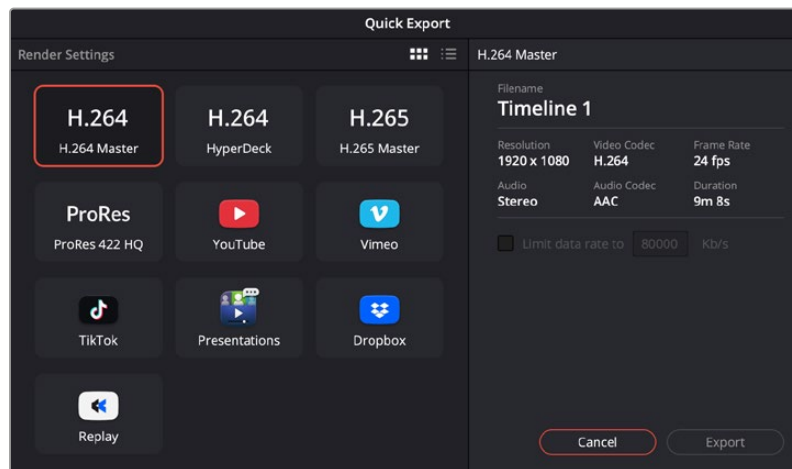 Quick Export
Render Settings
H.264 Master
H.264
H.264 Master
H.264
HyperDeck
H.265
H.265 Master
ProRes
ProRes 422 HQ
YouTube
Vimeo
TikTok
Presentations
Dropbox
Replay
Filename
Timeline 1
Resolution Video Codec Frame Rate
1920 x 1080 H.264 24 fps
Audio Audio Codec Duration
Stereo AAC 9m 8s
Limit data rate to 80000 Kb/s
Cancel Export